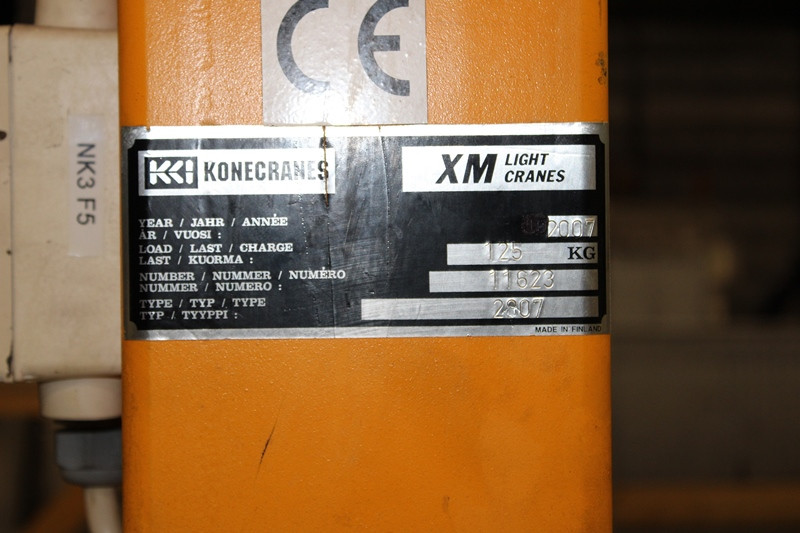 CE
NK3 F5
KCI KONECRANES
XM LIGHT CRANES
YEAR / JAHR / ANNÉE
ÅR / VUOSI : 2007
LOAD / LAST / CHARGE
LAST / KUORMA : 125 KG
NUMBER / NUMMER / NUMÉRO
NUMMER / NUMERO : 11623
TYPE / TYP / TYPE
TYP / TYYPPI : 2807
MADE IN FINLAND